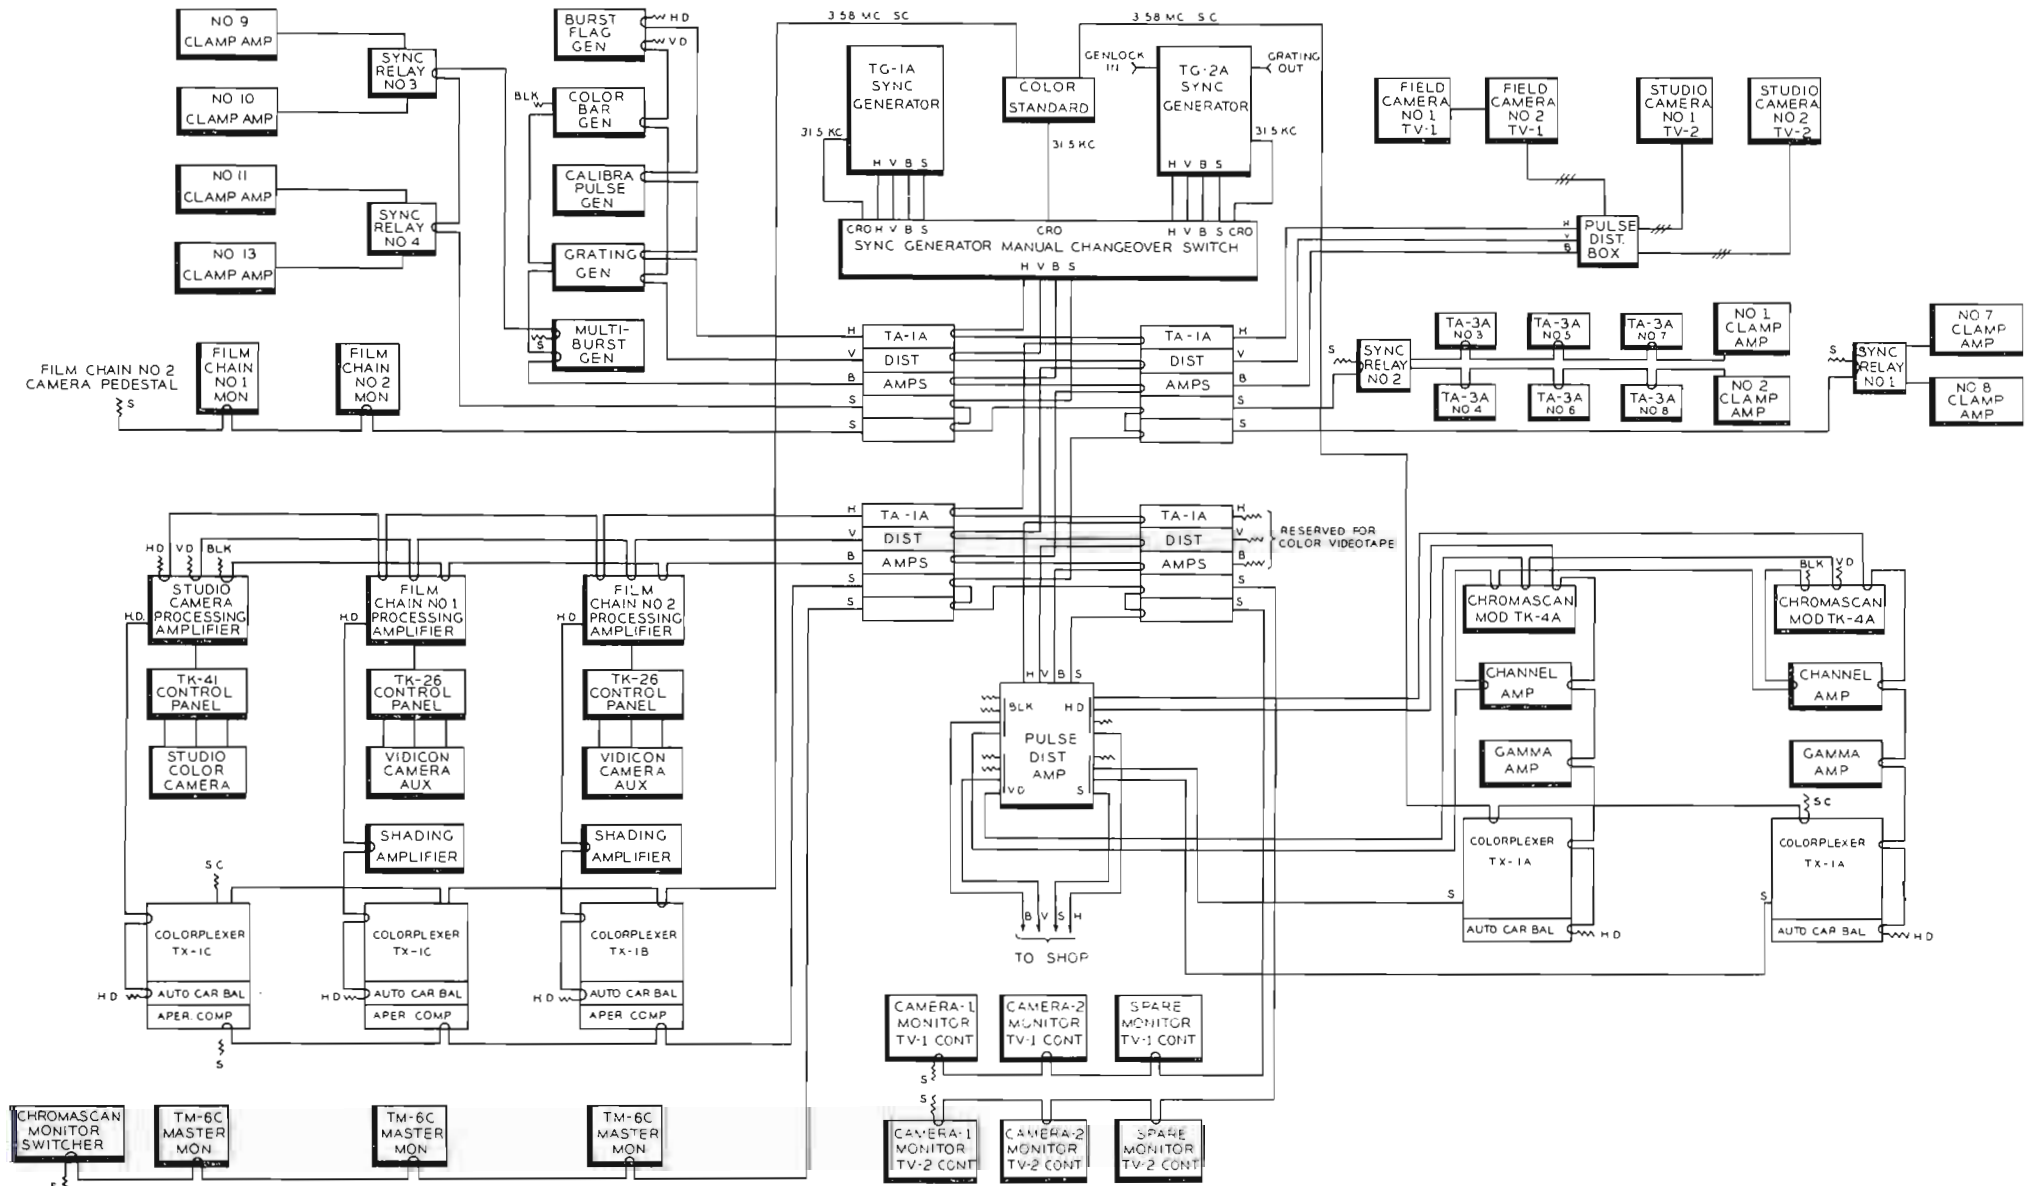 3.58 MC SC
3.58 MC SC
NO 9
CLAMP AMP
SYNC
RELAY
NO 3
NO 10
CLAMP AMP
NO 11
CLAMP AMP
SYNC
RELAY
NO 4
NO 13
CLAMP AMP
BURST
FLAG
GEN
HD
VD
BLK
COLOR
BAR
GEN
CALIBRA
PULSE
GEN
GRATING
GEN
MULTI-
BURST
GEN
S
TG-1A
SYNC
GENERATOR
H V B S
31.5 KC
COLOR
STANDARD
31.5 KC
GENLOCK
IN
TG-2A
SYNC
GENERATOR
H V B S
GRATING
OUT
31.5 KC
CRO H V B S
CRO
H V B S CRO
SYNC GENERATOR MANUAL CHANGEOVER SWITCH
H V B S
FIELD
CAMERA
NO 1
TV-1
FIELD
CAMERA
NO 2
TV-1
STUDIO
CAMERA
NO 1
TV-2
STUDIO
CAMERA
NO 2
TV-2
H
V
B
PULSE
DIST.
BOX
FILM CHAIN NO 2
CAMERA PEDESTAL
S
FILM
CHAIN
NO 1
MON
FILM
CHAIN
NO 2
MON
H
V
B
S
S
TA-1A
DIST
AMPS
TA-1A
DIST
AMPS
H
V
B
S
S
S
SYNC
RELAY
NO 2
TA-3A
NO 3
TA-3A
NO 5
TA-3A
NO 7
TA-3A
NO 4
TA-3A
NO 6
TA-3A
NO 8
NO 1
CLAMP
AMP
NO 2
CLAMP
AMP
S
SYNC
RELAY
NO 1
NO 7
CLAMP
AMP
NO 8
CLAMP
AMP
H
V
B
S
S
TA-1A
DIST
AMPS
TA-1A
DIST
AMPS
H
V
B
S
S
RESERVED FOR
COLOR VIDEOTAPE
HD VD BLK
STUDIO
CAMERA
PROCESSING
AMPLIFIER
H.D.
FILM
CHAIN NO 1
PROCESSING
AMPLIFIER
HD
FILM
CHAIN NO 2
PROCESSING
AMPLIFIER
HD
TK-41
CONTROL
PANEL
TK-26
CONTROL
PANEL
TK-26
CONTROL
PANEL
STUDIO
COLOR
CAMERA
VIDICON
CAMERA
AUX
VIDICON
CAMERA
AUX
SHADING
AMPLIFIER
SHADING
AMPLIFIER
SC
COLORPLEXER
TX-1C
AUTO CAR BAL
APER. COMP
HD
S
COLORPLEXER
TX-1C
AUTO CAR BAL
APER COMP
HD
COLORPLEXER
TX-1B
AUTO CAR BAL
APER COMP
HD
H V B S
BLK HD
PULSE
DIST
AMP
VD S
B V S H
TO SHOP
CHROMASCAN
MOD TK-4A
CHANNEL
AMP
GAMMA
AMP
S
COLORPLEXER
TX-1A
AUTO CAR BAL
HD
BLK VD
CHROMASCAN
MOD TK-4A
CHANNEL
AMP
GAMMA
AMP
SC
S
COLORPLEXER
TX-1A
AUTO CAR BAL
HD
CAMERA-1
MONITOR
TV-1 CONT
CAMERA-2
MONITOR
TV-1 CONT
SPARE
MONITOR
TV-1 CONT
S
S
CAMERA-1
MONITOR
TV-2 CONT
CAMERA-2
MONITOR
TV-2 CONT
SPARE
MONITOR
TV-2 CONT
CHROMASCAN
MONITOR
SWITCHER
S
TM-6C
MASTER
MON
TM-6C
MASTER
MON
TM-6C
MASTER
MON